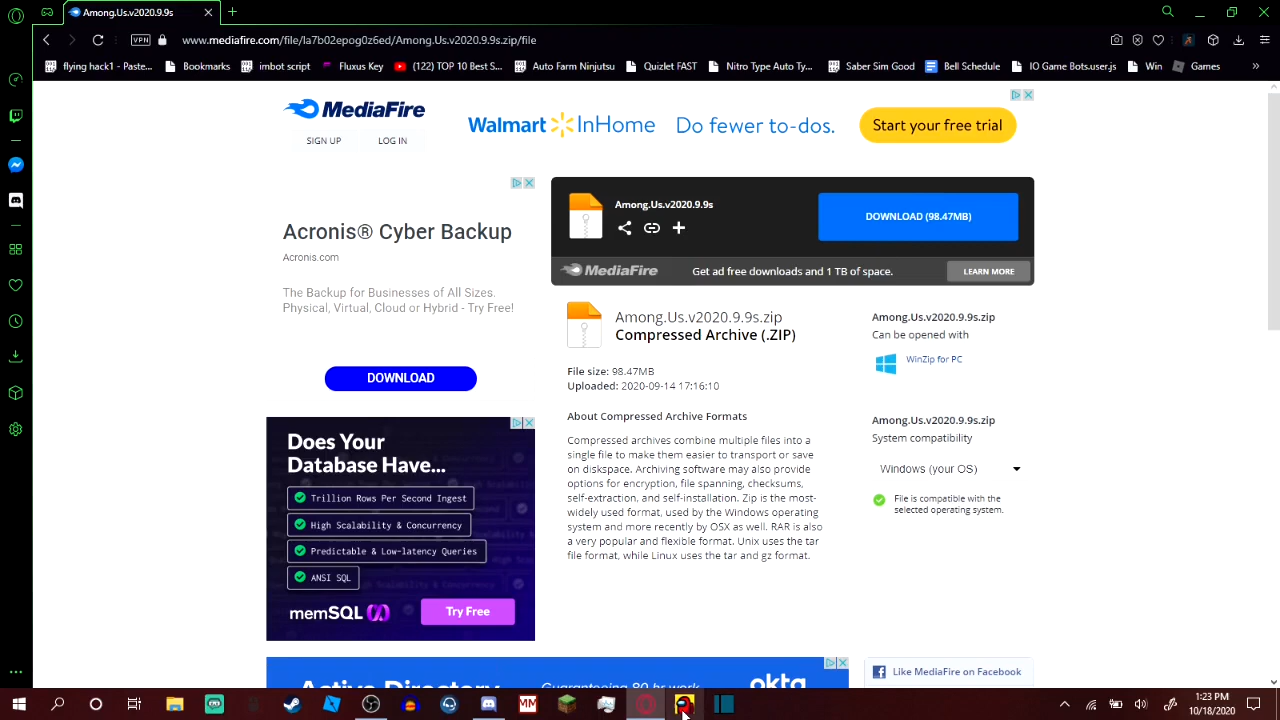 Among.Us.v2020.9.9s
VPN
www.mediafire.com/file/la7b02epog0z6ed/Among.Us.v2020.9.9s.zip/file
flying hack1 - Paste...
Bookmarks
imbot script
Fluxus Key
(122) TOP 10 Best S...
Auto Farm Ninjutsu
Quizlet FAST
Nitro Type Auto Ty...
Saber Sim Good
Bell Schedule
IO Game Bots.user.js
Win
Games
»
MediaFire
SIGN UP
LOG IN
Walmart InHome
Do fewer to-dos.
Start your free trial
Acronis® Cyber Backup
Acronis.com
The Backup for Businesses of All Sizes.
Physical, Virtual, Cloud or Hybrid - Try Free!
DOWNLOAD
Among.Us.v2020.9.9s
DOWNLOAD (98.47MB)
MediaFire
Get ad free downloads and 1 TB of space.
LEARN MORE
Among.Us.v2020.9.9s.zip
Compressed Archive (.ZIP)
File size: 98.47MB
Uploaded: 2020-09-14 17:16:10
About Compressed Archive Formats
Compressed archives combine multiple files into a
single file to make them easier to transport or save
on diskspace. Archiving software may also provide
options for encryption, file spanning, checksums,
self-extraction, and self-installation. Zip is the most-
widely used format, used by the Windows operating
system and more recently by OSX as well. RAR is also
a very popular and flexible format. Unix uses the tar
file format, while Linux uses the tar and gz format.
Among.Us.v2020.9.9s.zip
Can be opened with
WinZip for PC
Among.Us.v2020.9.9s.zip
System compatibility
Windows (your OS)
File is compatible with the
selected operating system.
Does Your
Database Have...
Trillion Rows Per Second Ingest
High Scalability & Concurrency
Predictable & Low-latency Queries
ANSI SQL
memSQL
Try Free
Active Directory
Guaranteeing 80 hr work
okta
Like MediaFire on Facebook
MM
1:23 PM
10/18/2020